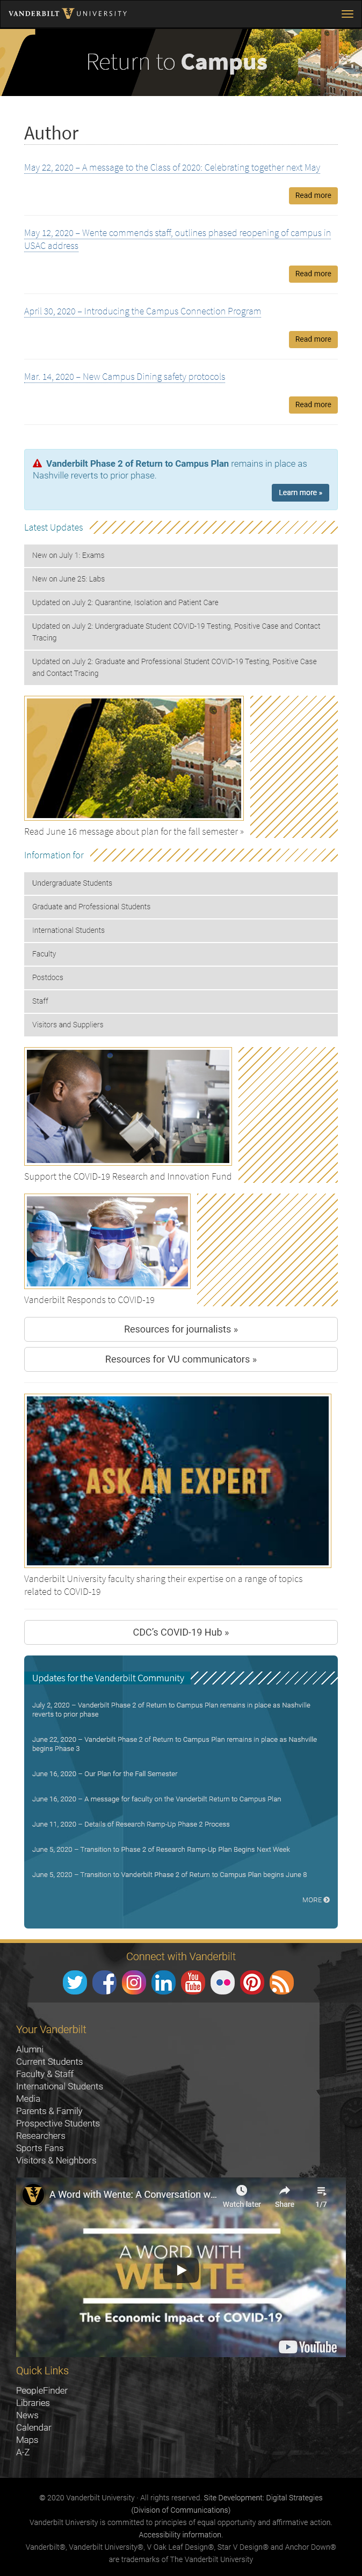 VANDERBILT V UNIVERSITY
Return to Campus
Author
May 22, 2020 – A message to the Class of 2020: Celebrating together next May
Read more
May 12, 2020 – Wente commends staff, outlines phased reopening of campus in
USAC address
Read more
April 30, 2020 – Introducing the Campus Connection Program
Read more
Mar. 14, 2020 – New Campus Dining safety protocols
Read more
Vanderbilt Phase 2 of Return to Campus Plan remains in place as
Nashville reverts to prior phase.
Learn more »
Latest Updates
New on July 1: Exams
New on June 25: Labs
Updated on July 2: Quarantine, Isolation and Patient Care
Updated on July 2: Undergraduate Student COVID-19 Testing, Positive Case and Contact
Tracing
Updated on July 2: Graduate and Professional Student COVID-19 Testing, Positive Case
and Contact Tracing
Read June 16 message about plan for the fall semester »
Information for
Undergraduate Students
Graduate and Professional Students
International Students
Faculty
Postdocs
Staff
Visitors and Suppliers
Support the COVID-19 Research and Innovation Fund
Vanderbilt Responds to COVID-19
Resources for journalists »
Resources for VU communicators »
ASK AN EXPERT
Vanderbilt University faculty sharing their expertise on a range of topics
related to COVID-19
CDC's COVID-19 Hub »
Updates for the Vanderbilt Community
July 2, 2020 – Vanderbilt Phase 2 of Return to Campus Plan remains in place as Nashville
reverts to prior phase
June 22, 2020 – Vanderbilt Phase 2 of Return to Campus Plan remains in place as Nashville
begins Phase 3
June 16, 2020 – Our Plan for the Fall Semester
June 16, 2020 – A message for faculty on the Vanderbilt Return to Campus Plan
June 11, 2020 – Details of Research Ramp-Up Phase 2 Process
June 5, 2020 – Transition to Phase 2 of Research Ramp-Up Plan Begins Next Week
June 5, 2020 – Transition to Vanderbilt Phase 2 of Return to Campus Plan begins June 8
MORE
Connect with Vanderbilt
You Tube
Your Vanderbilt
Alumni
Current Students
Faculty & Staff
International Students
Media
Parents & Family
Prospective Students
Researchers
Sports Fans
Visitors & Neighbors
A Word with Wente: A Conversation w...
Watch later
Share
1/7
A WORD WITH
WENTE
The Economic Impact of COVID-19
YouTube
Quick Links
PeopleFinder
Libraries
News
Calendar
Maps
A-Z
© 2020 Vanderbilt University · All rights reserved. Site Development: Digital Strategies
(Division of Communications)
Vanderbilt University is committed to principles of equal opportunity and affirmative action.
Accessibility information.
Vanderbilt®, Vanderbilt University®, V Oak Leaf Design®, Star V Design® and Anchor Down®
are trademarks of The Vanderbilt University